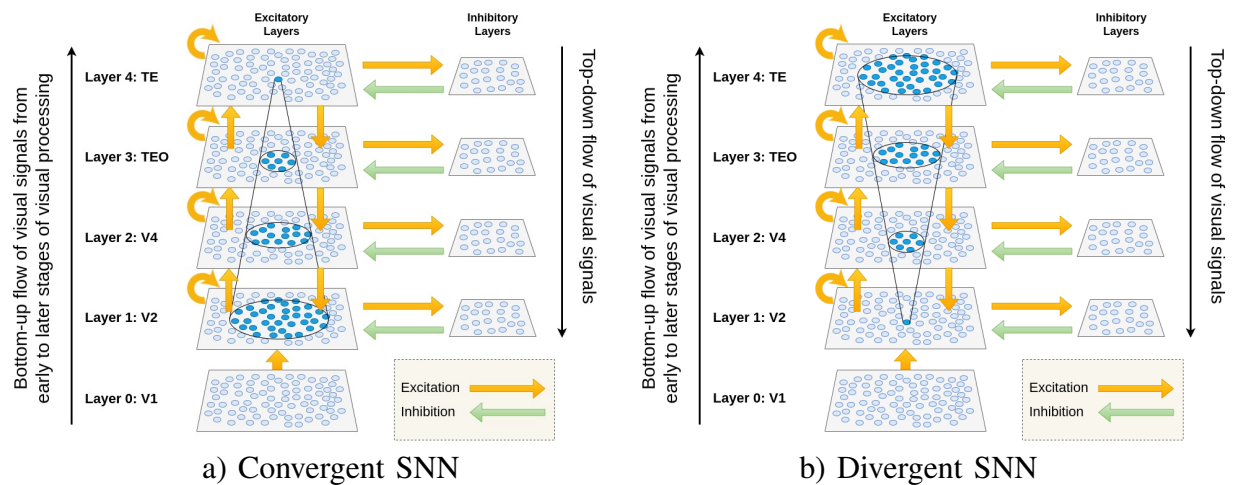 Excitatory
Layers
Inhibitory
Layers
Bottom-up flow of visual signals from
early to later stages of visual processing
Layer 4: TE
Layer 3: TEO
Layer 2: V4
Layer 1: V2
Layer 0: V1
Top-down flow of visual signals
Excitation
Inhibition
a) Convergent SNN
Excitatory
Layers
Inhibitory
Layers
Bottom-up flow of visual signals from
early to later stages of visual processing
Layer 4: TE
Layer 3: TEO
Layer 2: V4
Layer 1: V2
Layer 0: V1
Top-down flow of visual signals
Excitation
Inhibition
b) Divergent SNN